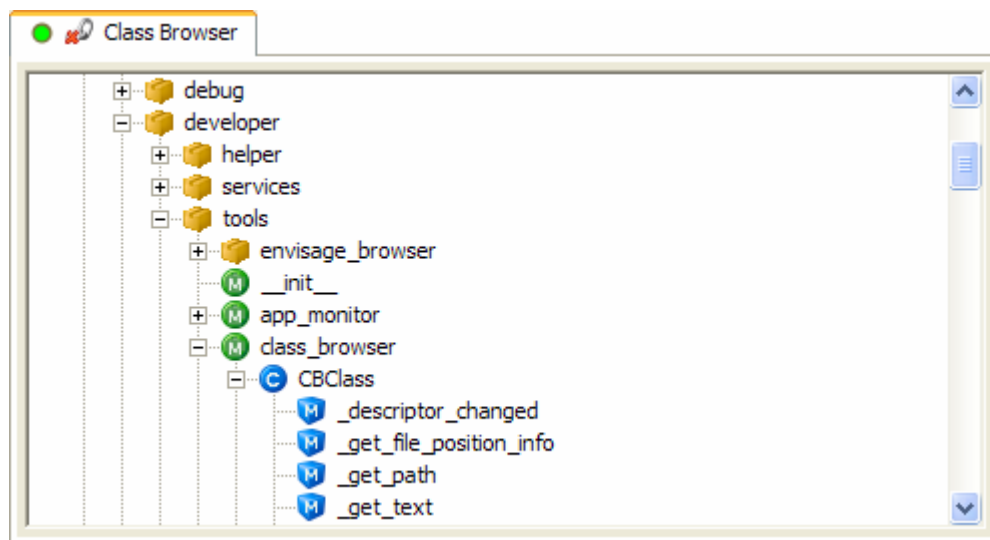 Class Browser
debug
developer
helper
services
tools
envisage_browser
M __init__
M app_monitor
M class_browser
C CBClass
M _descriptor_changed
M _get_file_position_info
M _get_path
M _get_text